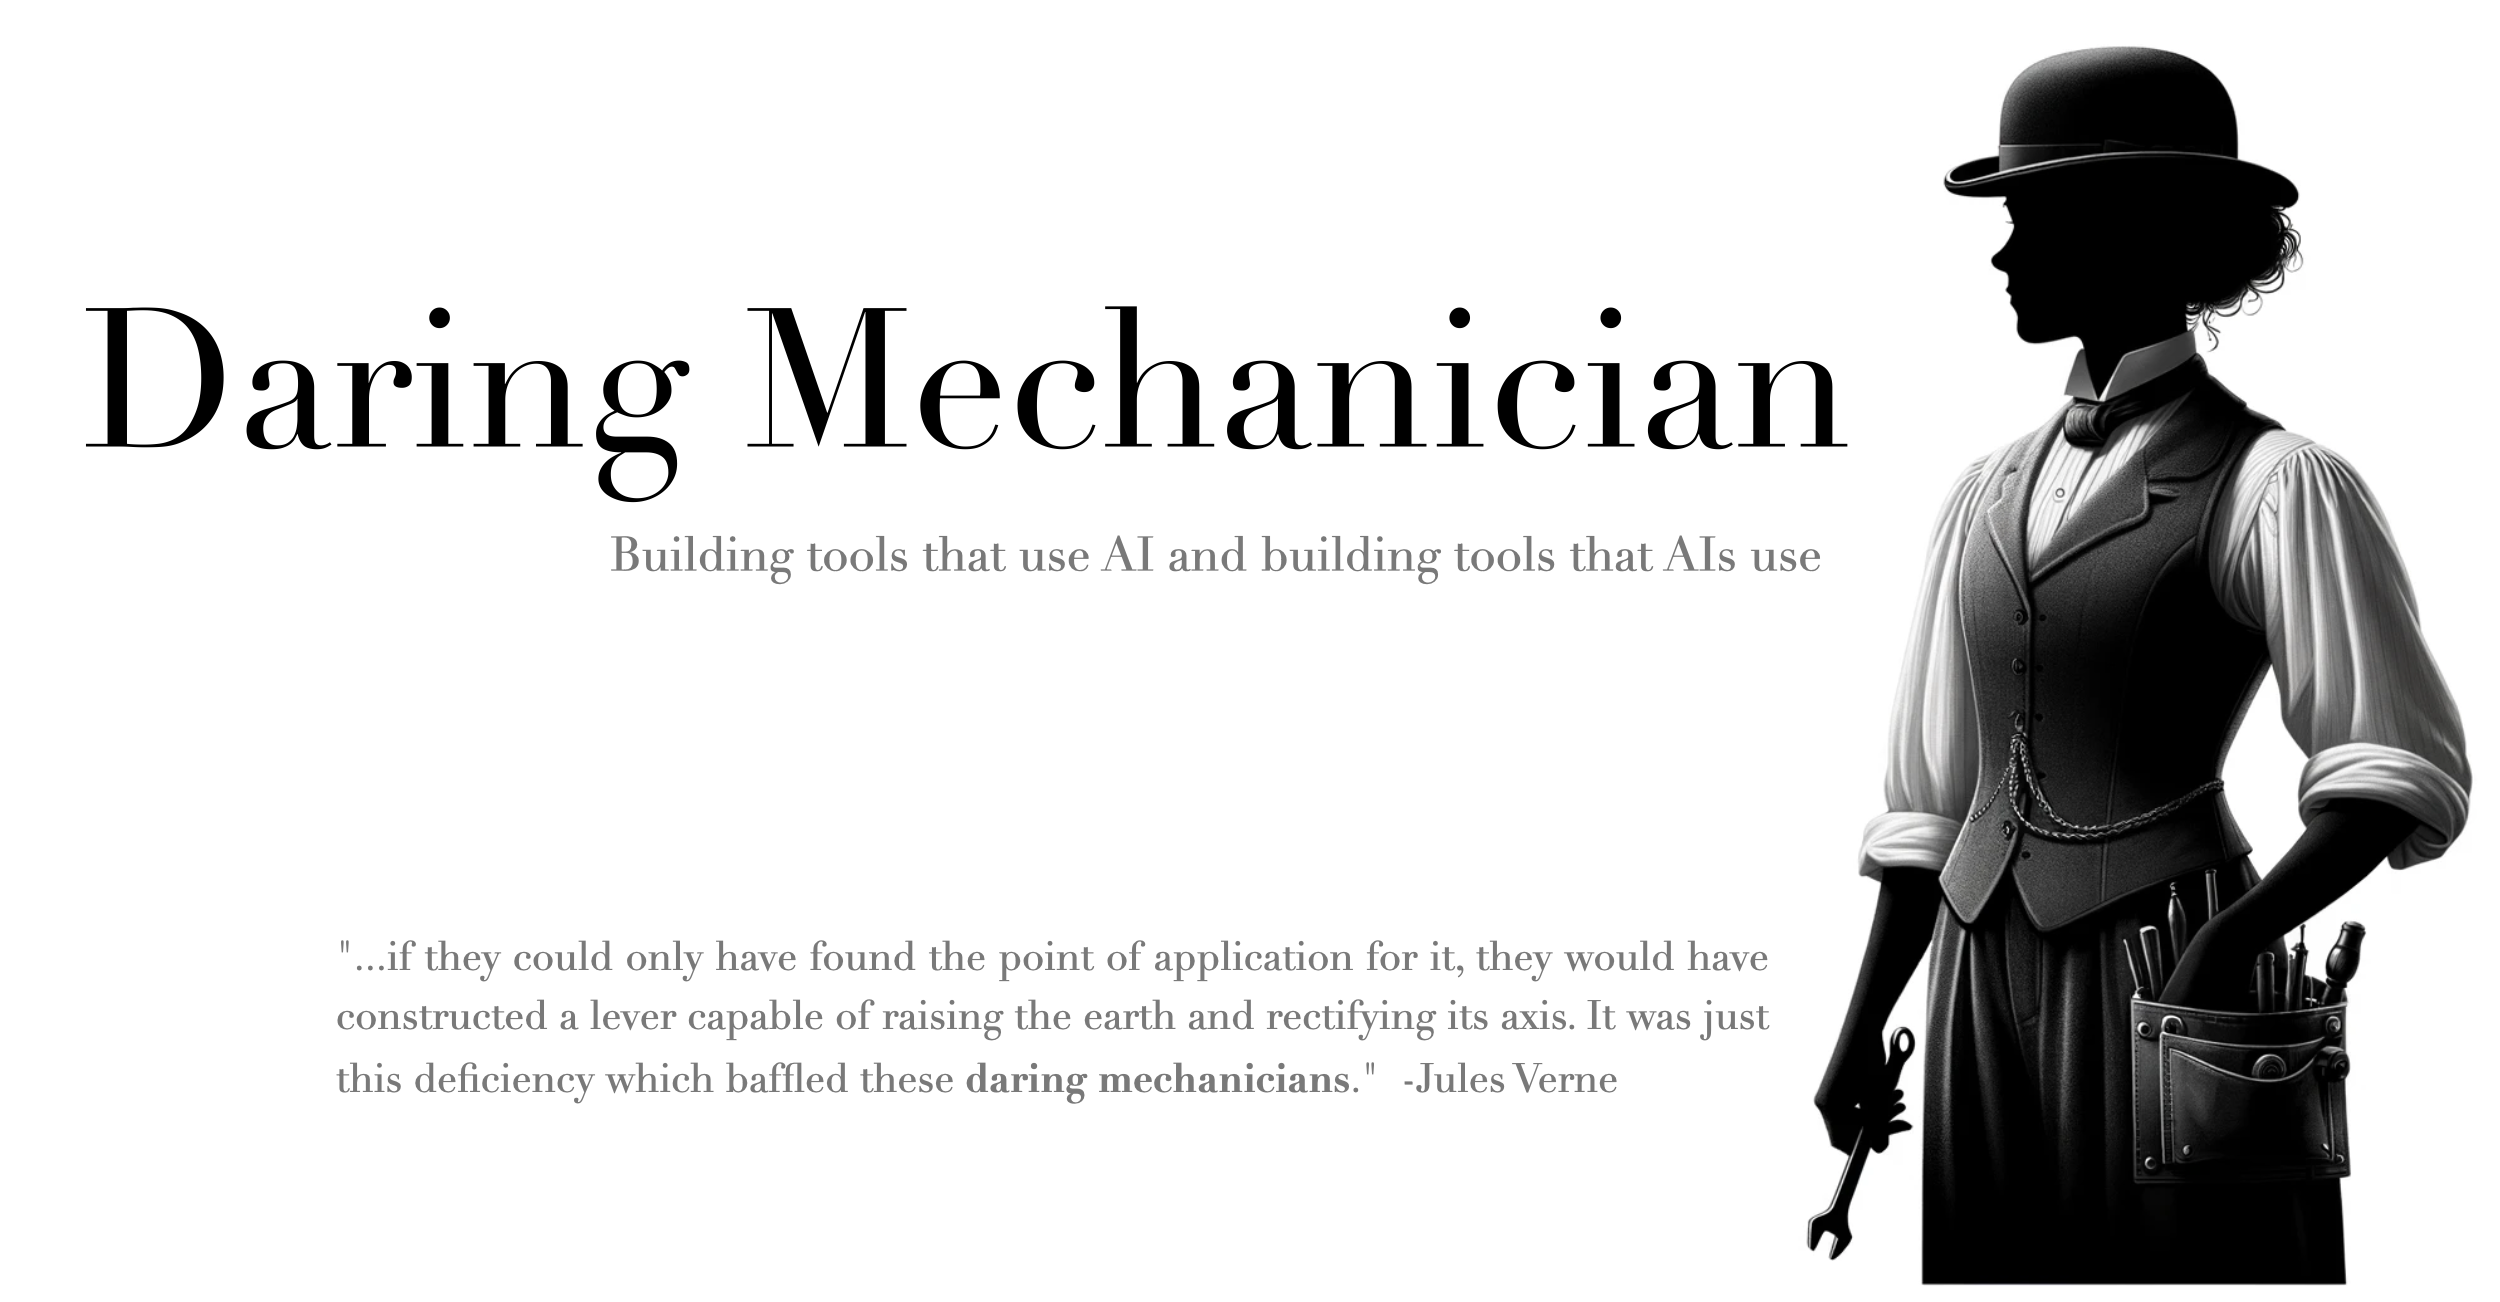 Daring Mechanician
Building tools that use AI and building tools that AIs use
"...if they could only have found the point of application for it, they would have
constructed a lever capable of raising the earth and rectifying its axis. It was just
this deficiency which baffled these daring mechanicians." -Jules Verne